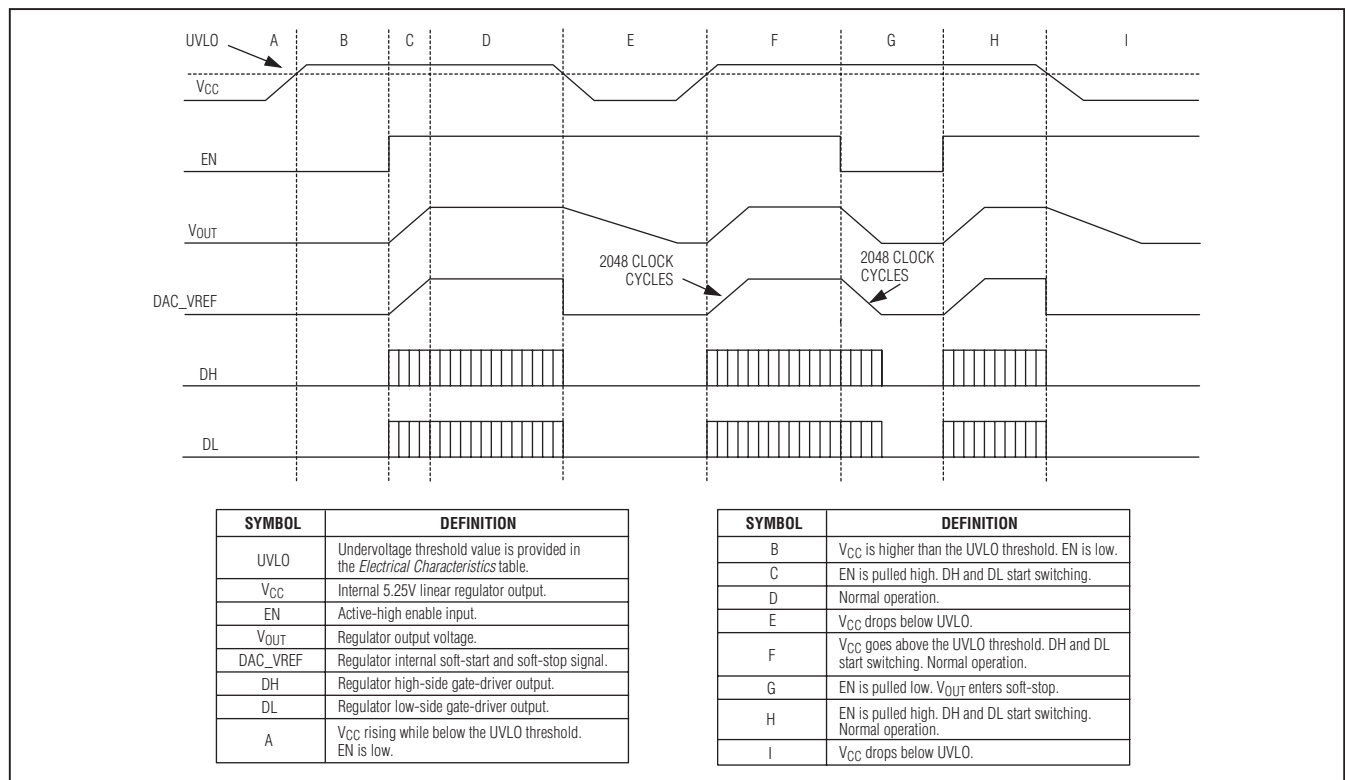 UVLO
A B C D E F G H I
VCC
EN
VOUT
2048 CLOCK
CYCLES
2048 CLOCK
CYCLES
DAC_VREF
DH
DL
SYMBOL DEFINITION
UVLO Undervoltage threshold value is provided in
the Electrical Characteristics table.
VCC Internal 5.25V linear regulator output.
EN Active-high enable input.
VOUT Regulator output voltage.
DAC_VREF Regulator internal soft-start and soft-stop signal.
DH Regulator high-side gate-driver output.
DL Regulator low-side gate-driver output.
A VCC rising while below the UVLO threshold.
EN is low.
SYMBOL DEFINITION
B VCC is higher than the UVLO threshold. EN is low.
C EN is pulled high. DH and DL start switching.
D Normal operation.
E VCC drops below UVLO.
F VCC goes above the UVLO threshold. DH and DL
start switching. Normal operation.
G EN is pulled low. VOUT enters soft-stop.
H EN is pulled high. DH and DL start switching.
Normal operation.
I VCC drops below UVLO.